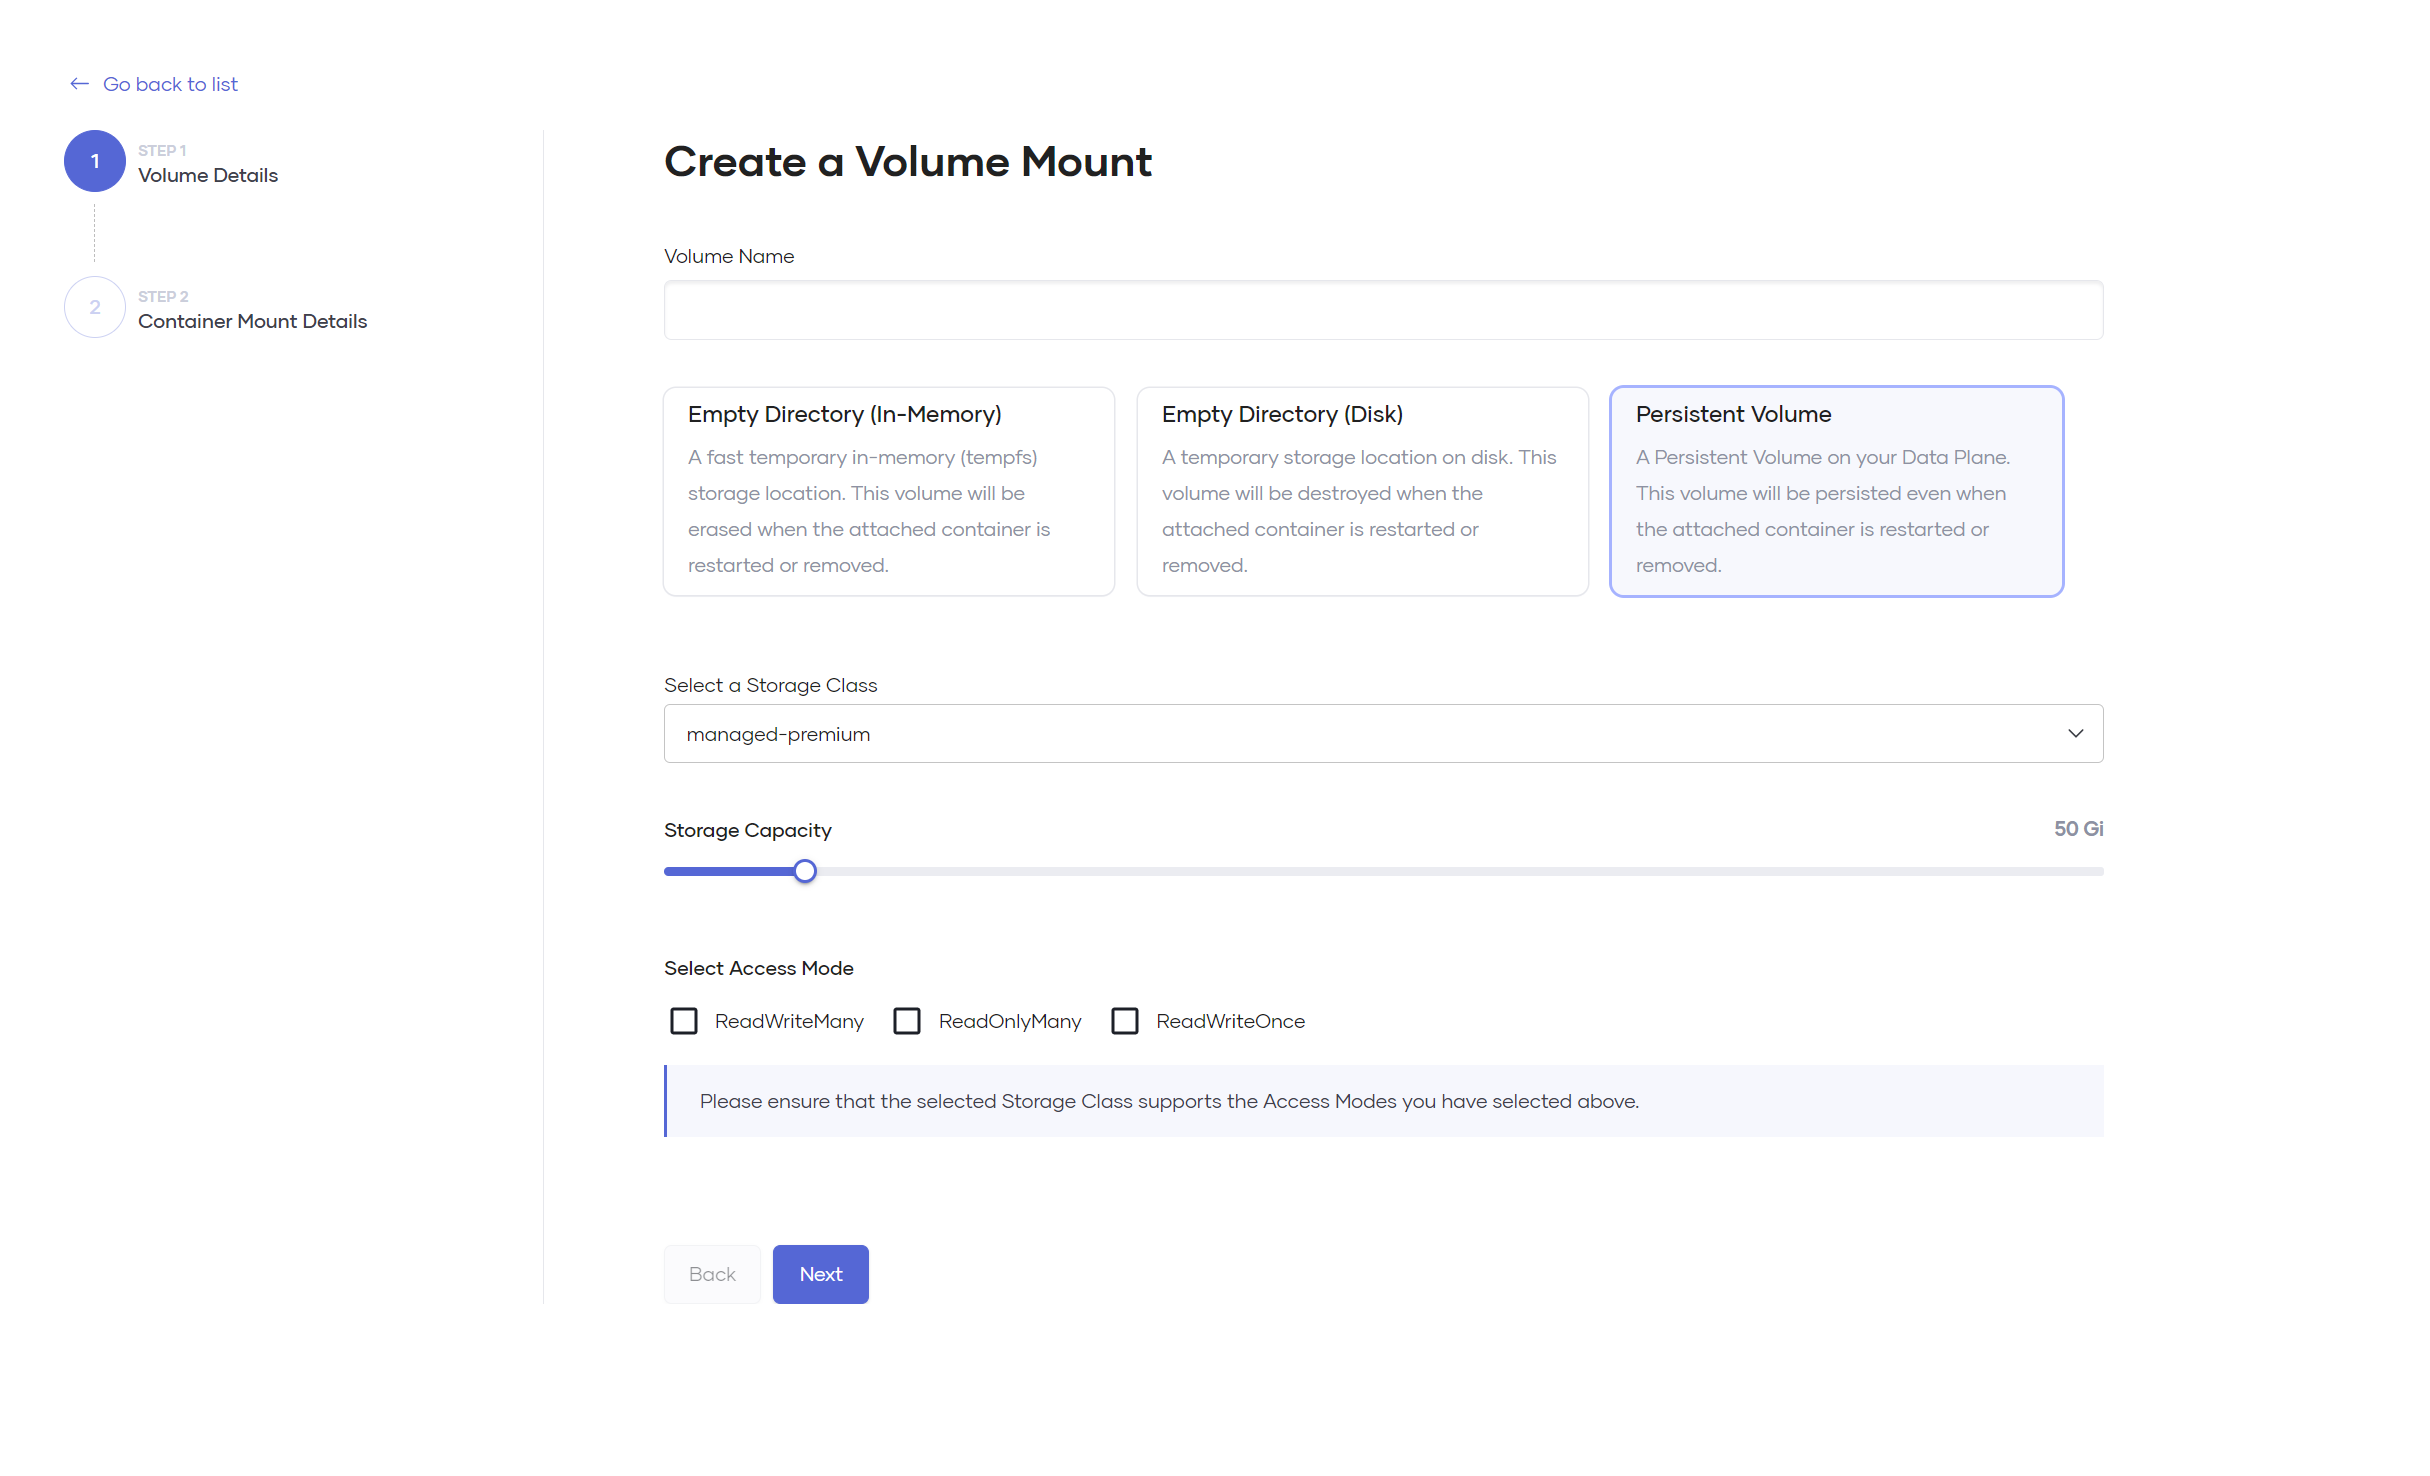 Go back to list
1
STEP 1
Volume Details
2
STEP 2
Container Mount Details
Create a Volume Mount
Volume Name
Empty Directory (In-Memory)
A fast temporary in-memory (tempfs)
storage location. This volume will be
erased when the attached container is
restarted or removed.
Empty Directory (Disk)
A temporary storage location on disk. This
volume will be destroyed when the
attached container is restarted or
removed.
Persistent Volume
A Persistent Volume on your Data Plane.
This volume will be persisted even when
the attached container is restarted or
removed.
Select a Storage Class
managed-premium
Storage Capacity
50 Gi
Select Access Mode
ReadWriteMany
ReadOnlyMany
ReadWriteOnce
Please ensure that the selected Storage Class supports the Access Modes you have selected above.
Back
Next